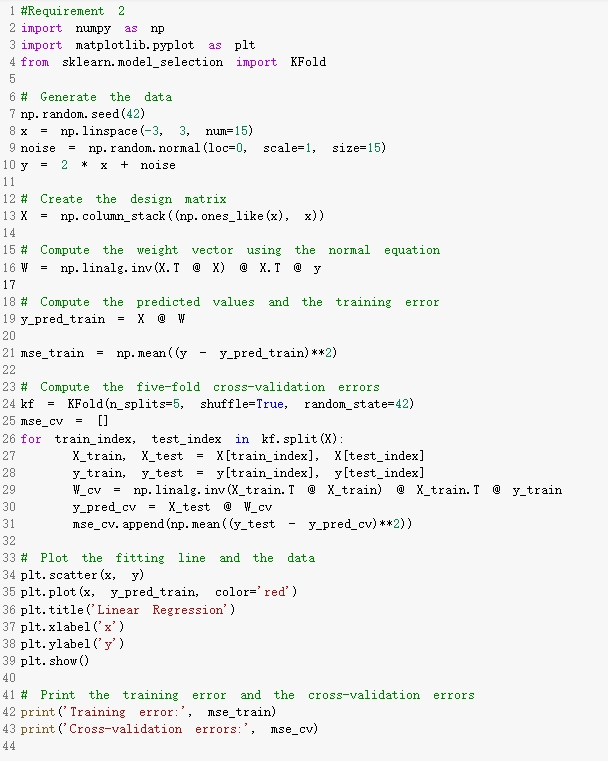 1 #Requirement 2
2 import numpy as np
3 import matplotlib.pyplot as plt
4 from sklearn.model_selection import KFold
5
6 # Generate the data
7 np.random.seed(42)
8 x = np.linspace(-3, 3, num=15)
9 noise = np.random.normal(loc=0, scale=1, size=15)
10 y = 2 * x + noise
11
12 # Create the design matrix
13 X = np.column_stack((np.ones_like(x), x))
14
15 # Compute the weight vector using the normal equation
16 W = np.linalg.inv(X.T @ X) @ X.T @ y
17
18 # Compute the predicted values and the training error
19 y_pred_train = X @ W
20
21 mse_train = np.mean((y - y_pred_train)**2)
22
23 # Compute the five-fold cross-validation errors
24 kf = KFold(n_splits=5, shuffle=True, random_state=42)
25 mse_cv = []
26 for train_index, test_index in kf.split(X):
27     X_train, X_test = X[train_index], X[test_index]
28     y_train, y_test = y[train_index], y[test_index]
29     W_cv = np.linalg.inv(X_train.T @ X_train) @ X_train.T @ y_train
30     y_pred_cv = X_test @ W_cv
31     mse_cv.append(np.mean((y_test - y_pred_cv)**2))
32
33 # Plot the fitting line and the data
34 plt.scatter(x, y)
35 plt.plot(x, y_pred_train, color='red')
36 plt.title('Linear Regression')
37 plt.xlabel('x')
38 plt.ylabel('y')
39 plt.show()
40
41 # Print the training error and the cross-validation errors
42 print('Training error:', mse_train)
43 print('Cross-validation errors:', mse_cv)
44